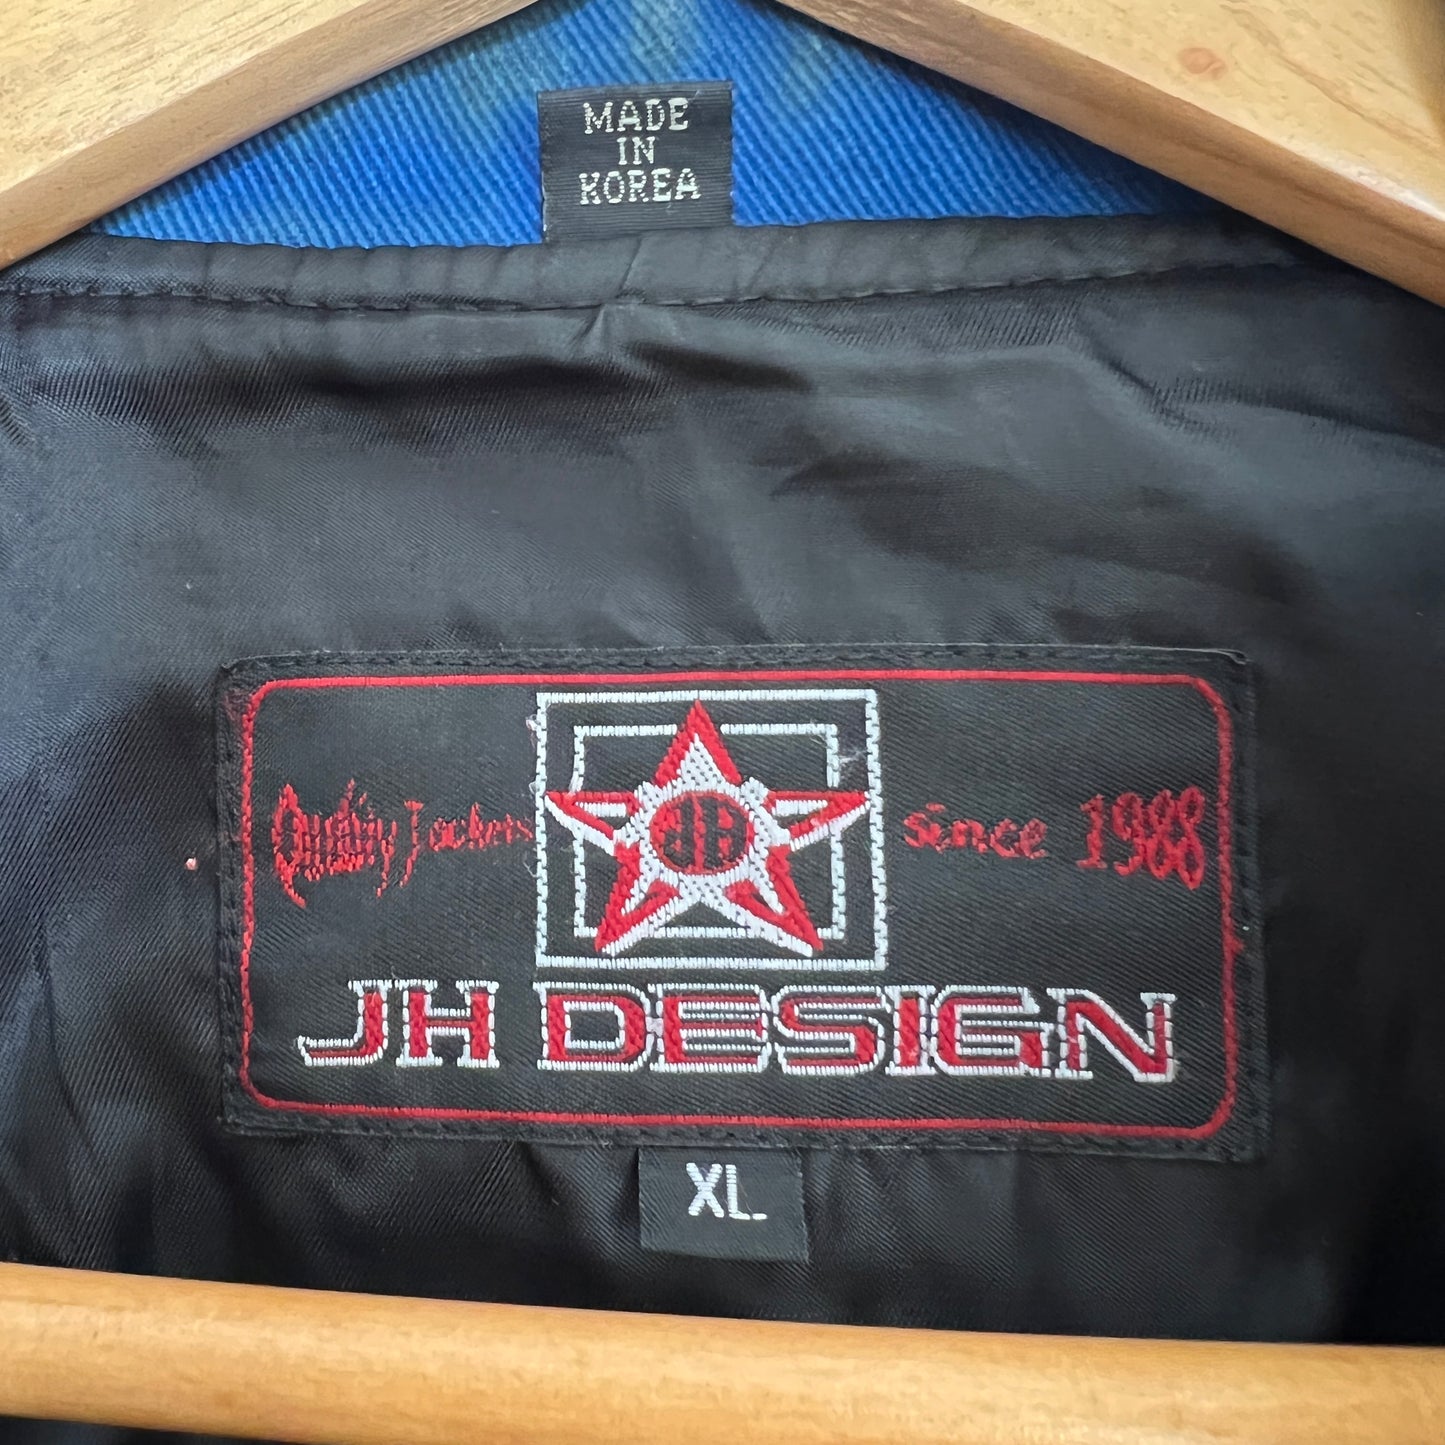 MADE
IN
KOREA
Quality Jackets
JH
since 1988
JH DESIGN
XL